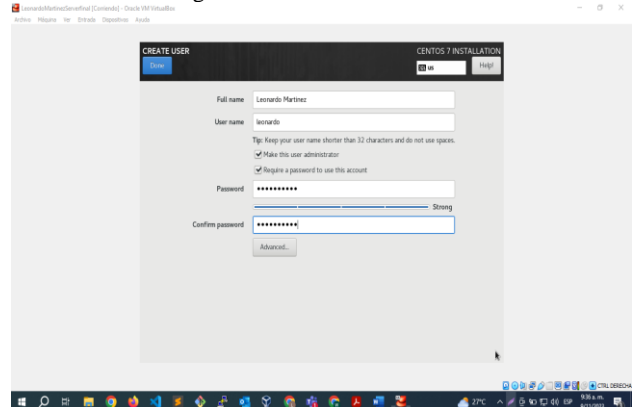 LeonardoMartinezServerfinal [Corriendo] - Oracle VM VirtualBox
Archivo Máquina Ver Entrada Dispositivos Ayuda
CREATE USER
CENTOS 7 INSTALLATION
Done
us
Help!
Full name
Leonardo Martinez
User name
leonardo
Tip: Keep your user name shorter than 32 characters and do not use spaces.
Make this user administrator
Require a password to use this account
Password
Strong
Confirm password
Advanced...
CTRL DERECHA
27°C
ESP
9:36 a. m.